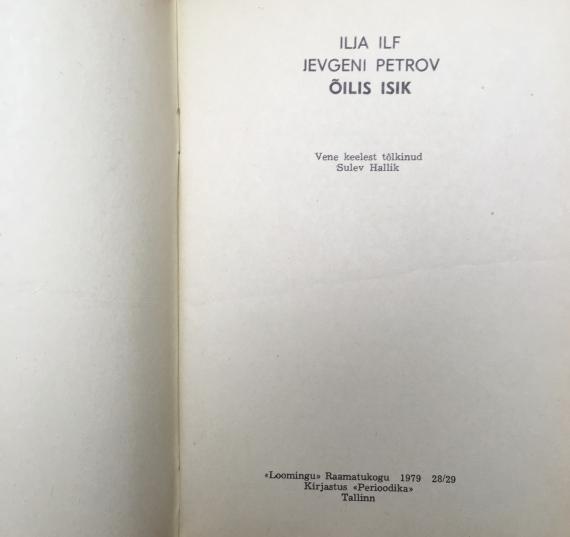 ILJA ILF
JEVGENI PETROV
ÕILIS ISIK
Vene keelest tõlkinud
Sulev Hallik
«Loomingu» Raamatukogu 1979 28/29
Kirjastus «Perioodika»
Tallinn